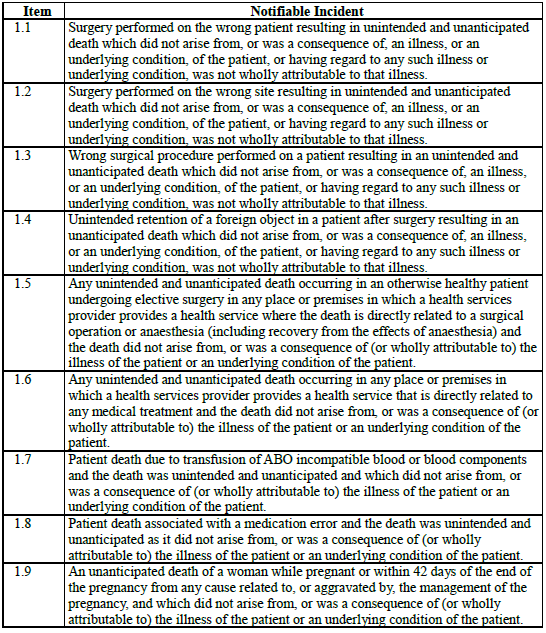 Item Notifiable Incident
1.1 Surgery performed on the wrong patient resulting in unintended and unanticipated
death which did not arise from, or was a consequence of, an illness, or an
underlying condition, of the patient, or having regard to any such illness or
underlying condition, was not wholly attributable to that illness.
1.2 Surgery performed on the wrong site resulting in unintended and unanticipated
death which did not arise from, or was a consequence of, an illness, or an
underlying condition, of the patient, or having regard to any such illness or
underlying condition, was not wholly attributable to that illness.
1.3 Wrong surgical procedure performed on a patient resulting in an unintended and
unanticipated death which did not arise from, or was a consequence of, an illness,
or an underlying condition, of the patient, or having regard to any such illness or
underlying condition, was not wholly attributable to that illness.
1.4 Unintended retention of a foreign object in a patient after surgery resulting in an
unanticipated death which did not arise from, or was a consequence of, an illness,
or an underlying condition, of the patient, or having regard to any such illness or
underlying condition, was not wholly attributable to that illness.
1.5 Any unintended and unanticipated death occurring in an otherwise healthy patient
undergoing elective surgery in any place or premises in which a health services
provider provides a health service where the death is directly related to a surgical
operation or anaesthesia (including recovery from the effects of anaesthesia) and
the death did not arise from, or was a consequence of (or wholly attributable to) the
illness of the patient or an underlying condition of the patient.
1.6 Any unintended and unanticipated death occurring in any place or premises in
which a health services provider provides a health service that is directly related to
any medical treatment and the death did not arise from, or was a consequence of (or
wholly attributable to) the illness of the patient or an underlying condition of the
patient.
1.7 Patient death due to transfusion of ABO incompatible blood or blood components
and the death was unintended and unanticipated and which did not arise from, or
was a consequence of (or wholly attributable to) the illness of the patient or an
underlying condition of the patient.
1.8 Patient death associated with a medication error and the death was unintended and
unanticipated as it did not arise from, or was a consequence of (or wholly
attributable to) the illness of the patient or an underlying condition of the patient.
1.9 An unanticipated death of a woman while pregnant or within 42 days of the end of
the pregnancy from any cause related to, or aggravated by, the management of the
pregnancy, and which did not arise from, or was a consequence of (or wholly
attributable to) the illness of the patient or an underlying condition of the patient.